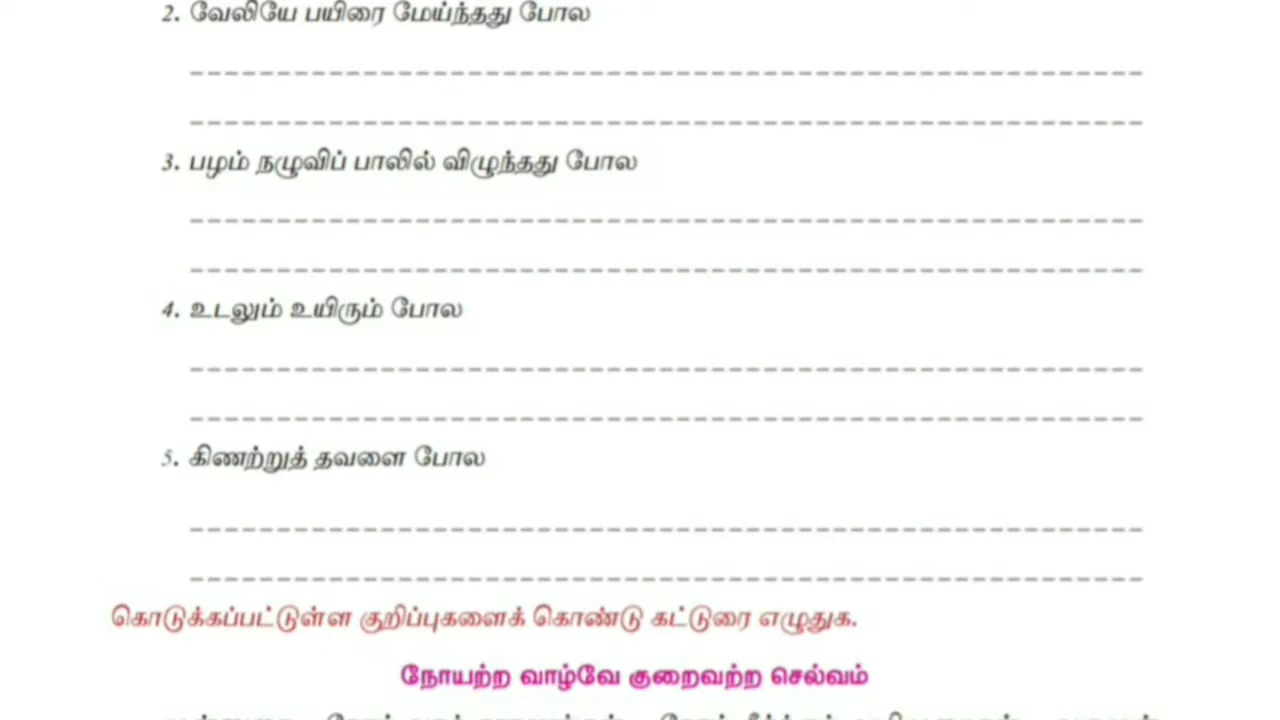 2. வேலியே பயிரை மேய்ந்தது போல
3. பழம் நழுவிப் பாலில் விழுந்தது போல
4. உடலும் உயிரும் போல
5. கிணற்றுத் தவளை போல
கொடுக்கப்பட்டுள்ள குறிப்புகளைக் கொண்டு கட்டுரை எழுதுக.
நோயற்ற வாழ்வே குறைவற்ற செல்வம்